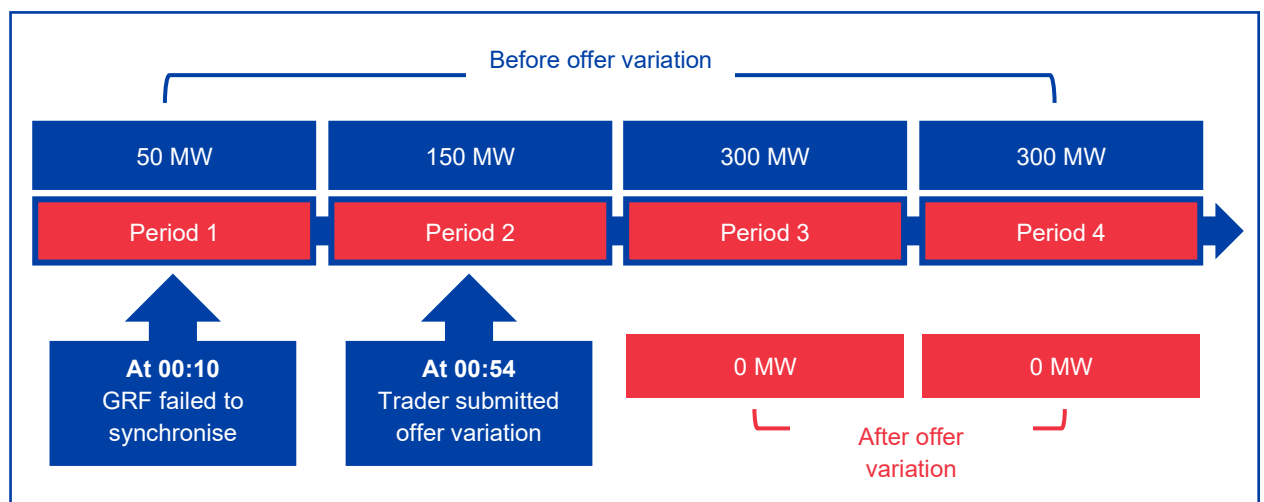 Before offer variation
50 MW
150 MW
300 MW
300 MW
Period 1
Period 2
Period 3
Period 4
At 00:10
GRF failed to
synchronise
At 00:54
Trader submitted
offer variation
0 MW
0 MW
After offer
variation